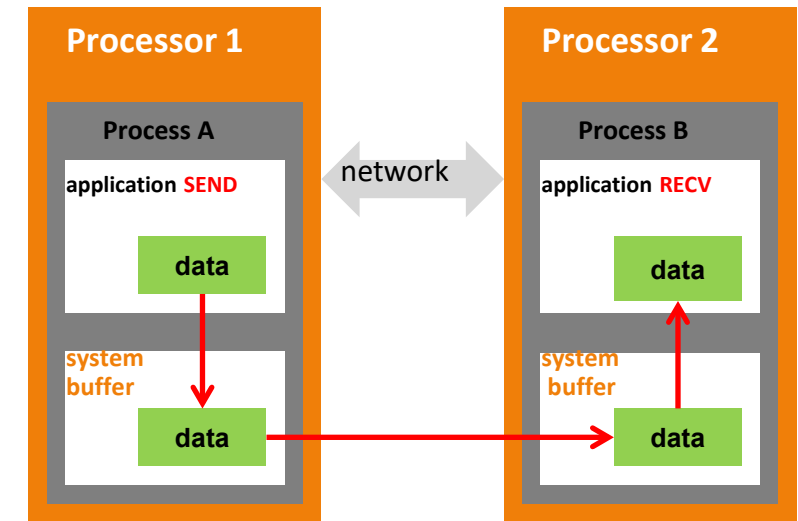 Processor 1
Process A
application SEND
data
system
buffer
data
network
Processor 2
Process B
application RECV
data
system
buffer
data